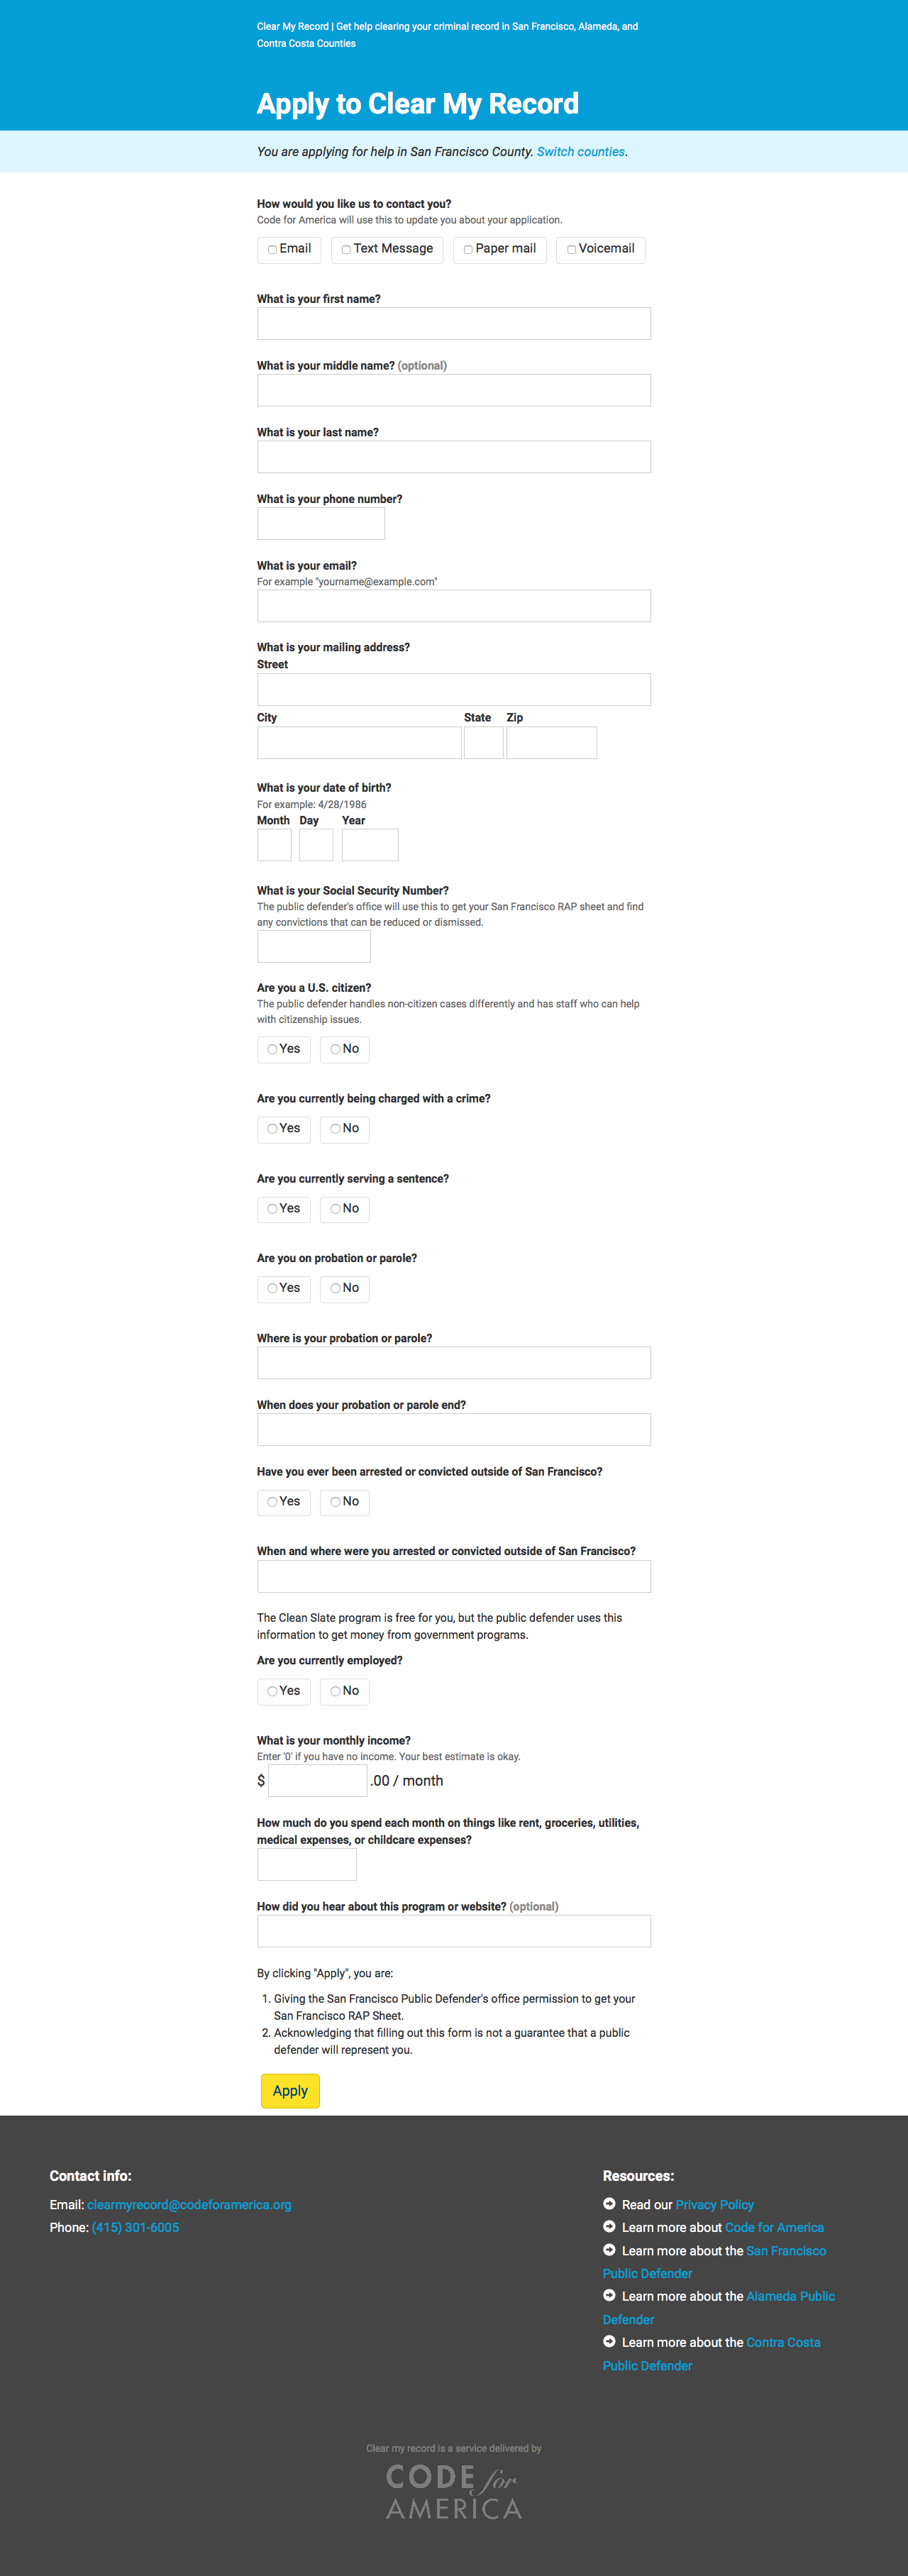 Clear My Record | Get help clearing your criminal record in San Francisco, Alameda, and
Contra Costa Counties
Apply to Clear My Record
You are applying for help in San Francisco County. Switch counties.
How would you like us to contact you?
Code for America will use this to update you about your application.
Email Text Message Paper mail Voicemail
What is your first name?
What is your middle name? (optional)
What is your last name?
What is your phone number?
What is your email?
For example "yourname@example.com"
What is your mailing address?
Street
City State Zip
What is your date of birth?
For example: 4/28/1986
Month Day Year
What is your Social Security Number?
The public defender's office will use this to get your San Francisco RAP sheet and find
any convictions that can be reduced or dismissed.
Are you a U.S. citizen?
The public defender handles non-citizen cases differently and has staff who can help
with citizenship issues.
Yes No
Are you currently being charged with a crime?
Yes No
Are you currently serving a sentence?
Yes No
Are you on probation or parole?
Yes No
Where is your probation or parole?
When does your probation or parole end?
Have you ever been arrested or convicted outside of San Francisco?
Yes No
When and where were you arrested or convicted outside of San Francisco?
The Clean Slate program is free for you, but the public defender uses this
information to get money from government programs.
Are you currently employed?
Yes No
What is your monthly income?
Enter '0' if you have no income. Your best estimate is okay.
$ .00 / month
How much do you spend each month on things like rent, groceries, utilities,
medical expenses, or childcare expenses?
How did you hear about this program or website? (optional)
By clicking "Apply", you are:
1. Giving the San Francisco Public Defender's office permission to get your
San Francisco RAP Sheet.
2. Acknowledging that filling out this form is not a guarantee that a public
defender will represent you.
Apply
Contact info:
Email: clearmyrecord@codeforamerica.org
Phone: (415) 301-6005
Resources:
Read our Privacy Policy
Learn more about Code for America
Learn more about the San Francisco
Public Defender
Learn more about the Alameda Public
Defender
Learn more about the Contra Costa
Public Defender
Clear my record is a service delivered by
CODE for
AMERICA